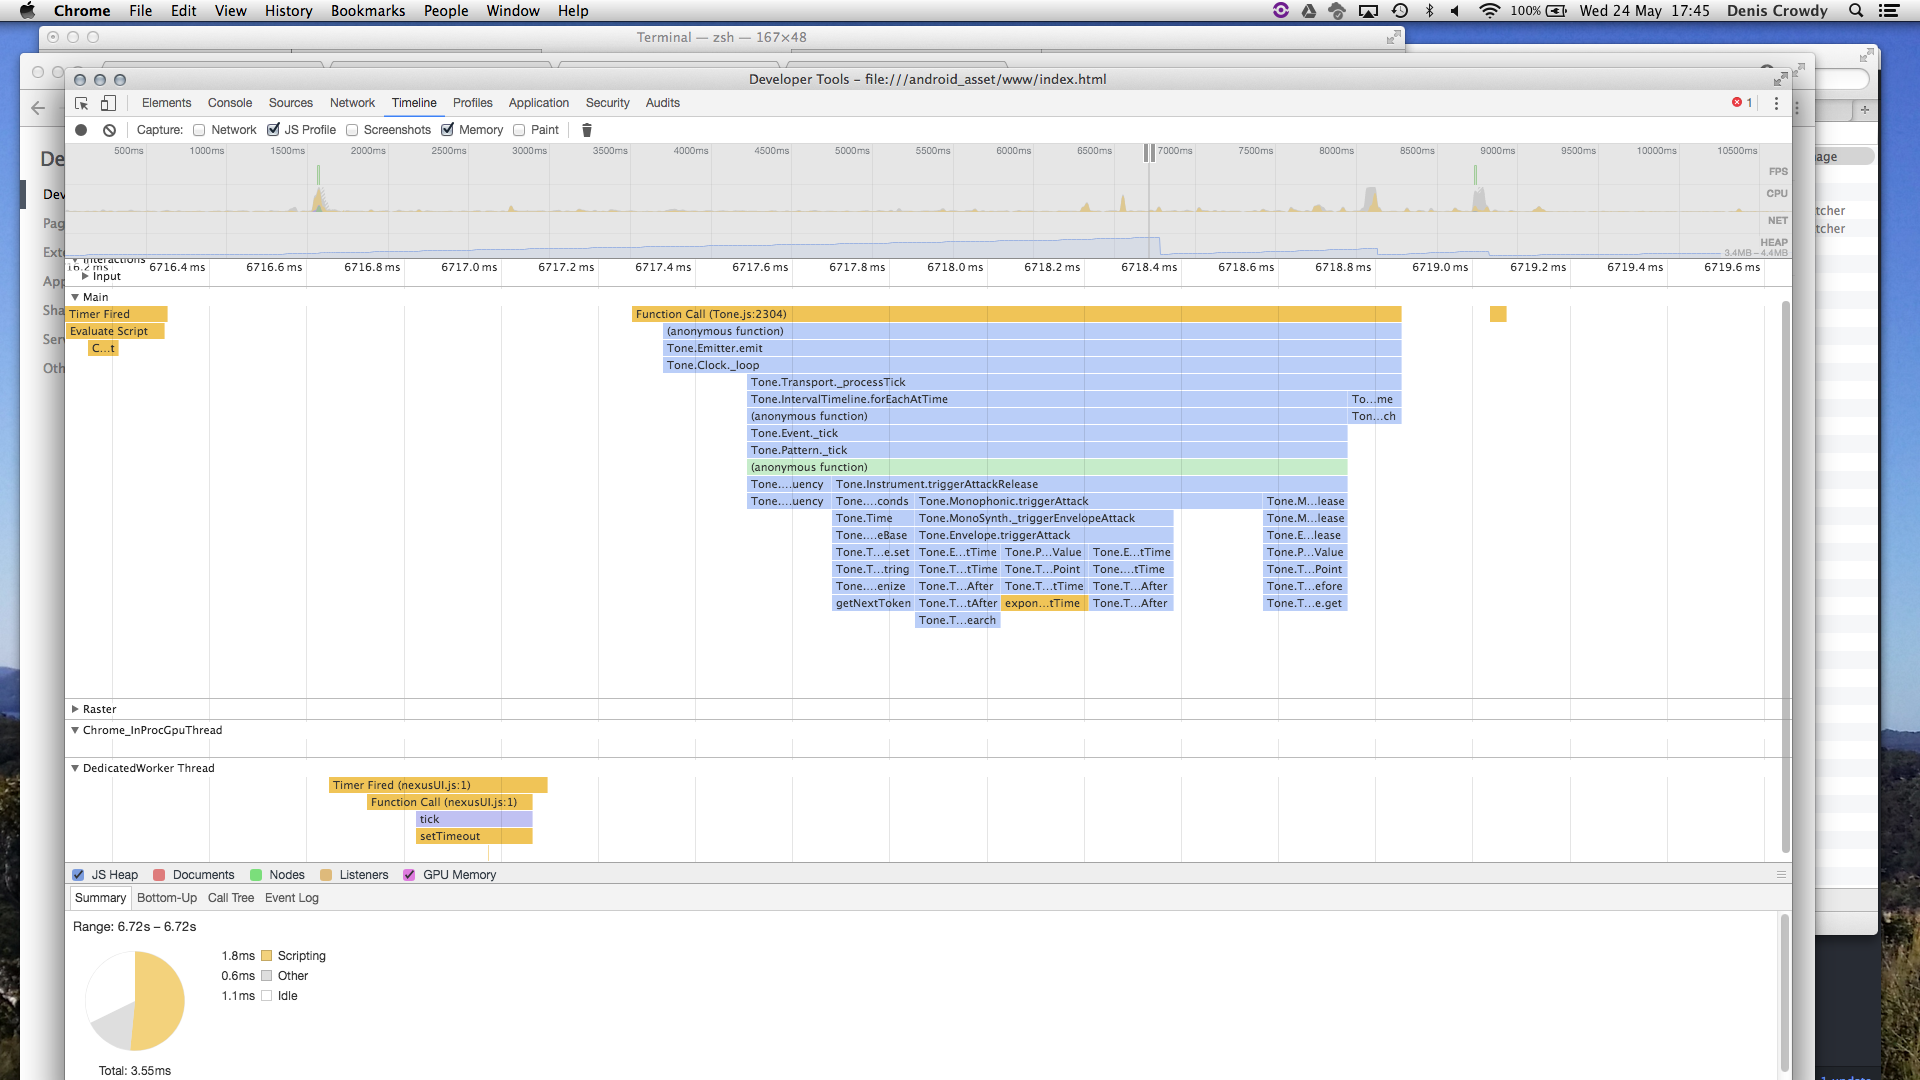 Chrome File Edit View History Bookmarks People Window Help 100% Wed 24 May 17:45 Denis Crowdy
Terminal — zsh — 167×48
Developer Tools - file:///android_asset/www/index.html
Elements Console Sources Network Timeline Profiles Application Security Audits 1
Capture: Network JS Profile Screenshots Memory Paint
500ms 1000ms 1500ms 2000ms 2500ms 3000ms 3500ms 4000ms 4500ms 5000ms 5500ms 6000ms 6500ms 7000ms 7500ms 8000ms 8500ms 9000ms 9500ms 10000ms 10500ms
De
age
FPS
Dev
CPU
tcher
Pag
NET
tcher
HEAP
Exte
3.4MB – 4.4MB
Interactions
16.2 ms 6716.4 ms 6716.6 ms 6716.8 ms 6717.0 ms 6717.2 ms 6717.4 ms 6717.6 ms 6717.8 ms 6718.0 ms 6718.2 ms 6718.4 ms 6718.6 ms 6718.8 ms 6719.0 ms 6719.2 ms 6719.4 ms 6719.6 ms
Input
App
Main
Sha
Timer Fired Function Call (Tone.js:2304)
Evaluate Script (anonymous function)
Serv
C...t Tone.Emitter.emit
Oth
Tone.Clock._loop
Tone.Transport._processTick
Tone.IntervalTimeline.forEachAtTime To...me
(anonymous function) Ton...ch
Tone.Event._tick
Tone.Pattern._tick
(anonymous function)
Tone....uency Tone.Instrument.triggerAttackRelease
Tone....uency Tone....conds Tone.Monophonic.triggerAttack Tone.M...lease
Tone.Time Tone.MonoSynth._triggerEnvelopeAttack Tone.M...lease
Tone....eBase Tone.Envelope.triggerAttack Tone.E...lease
Tone.T...e.set Tone.E...tTime Tone.P...Value Tone.E...tTime Tone.P...Value
Tone.T...tring Tone.T...tTime Tone.T...Point Tone....tTime Tone.T...Point
Tone....enize Tone.T...After Tone.T...tTime Tone.T...After Tone.T...efore
getNextToken Tone.T...tAfter expon...tTime Tone.T...After Tone.T...e.get
Tone.T...earch
Raster
Chrome_InProcGpuThread
DedicatedWorker Thread
Timer Fired (nexusUI.js:1)
Function Call (nexusUI.js:1)
tick
setTimeout
JS Heap Documents Nodes Listeners GPU Memory
Summary Bottom-Up Call Tree Event Log
Range: 6.72s – 6.72s
1.8ms Scripting
0.6ms Other
1.1ms Idle
Total: 3.55ms